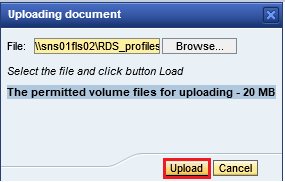 Uploading document
File: \\sns01fls02\RDS_profiles Browse...
Select the file and click button Load
The permitted volume files for uploading - 20 MB
Upload Cancel